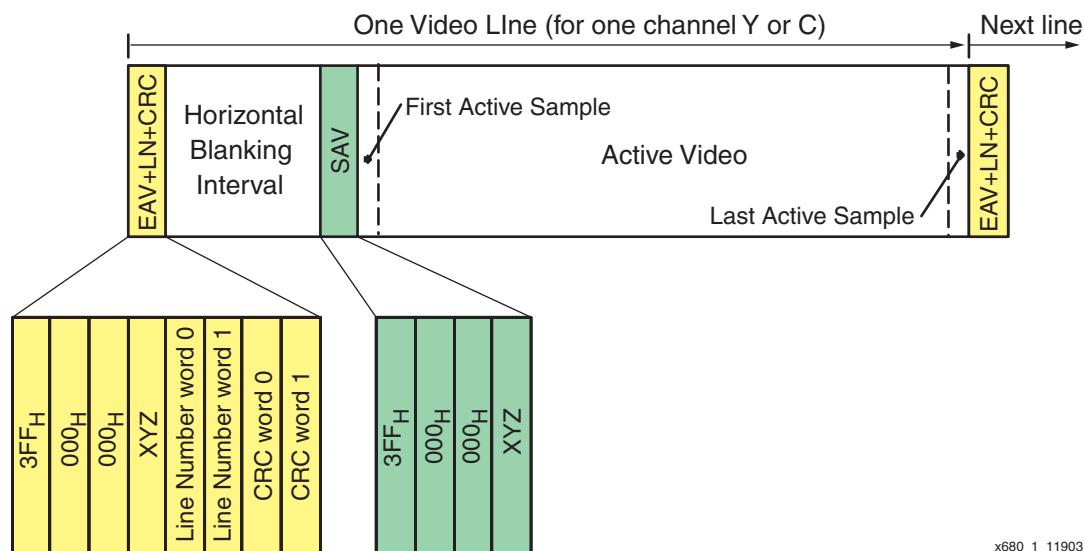 One Video LIne (for one channel Y or C)
Next line
EAV+LN+CRC
Horizontal
Blanking
Interval
SAV
First Active Sample
Active Video
Last Active Sample
EAV+LN+CRC
3FFH
000H
000H
XYZ
Line Number word 0
Line Number word 1
CRC word 0
CRC word 1
3FFH
000H
000H
XYZ
x680_1_11903